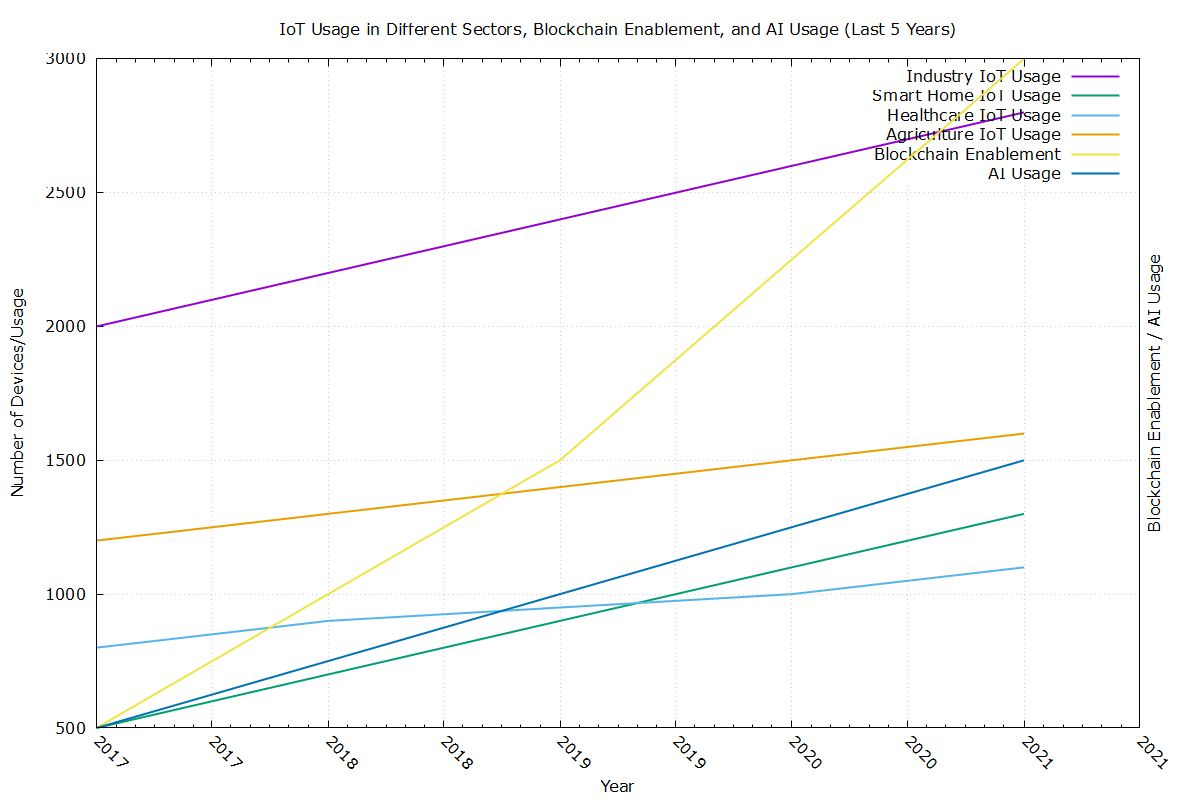 IoT Usage in Different Sectors, Blockchain Enablement, and AI Usage (Last 5 Years)
3000
2500
2000
1500
1000
500
Number of Devices/Usage
Industry IoT Usage
Smart Home IoT Usage
Healthcare IoT Usage
Agriculture IoT Usage
Blockchain Enablement
AI Usage
Blockchain Enablement / AI Usage
2017
2017
2018
2018
2019
2019
2020
2020
2021
2021
Year